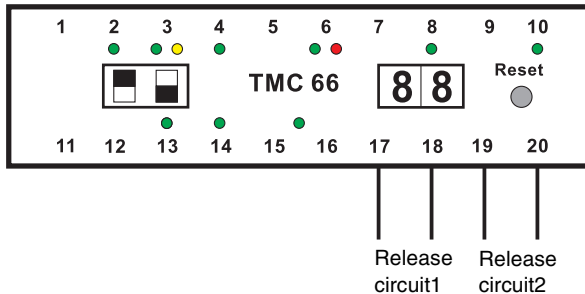 1 2 3 4 5 6 7 8 9 10
Reset
TMC 66
88
11 12 13 14 15 16 17 18 19 20
Release circuit1
Release circuit2